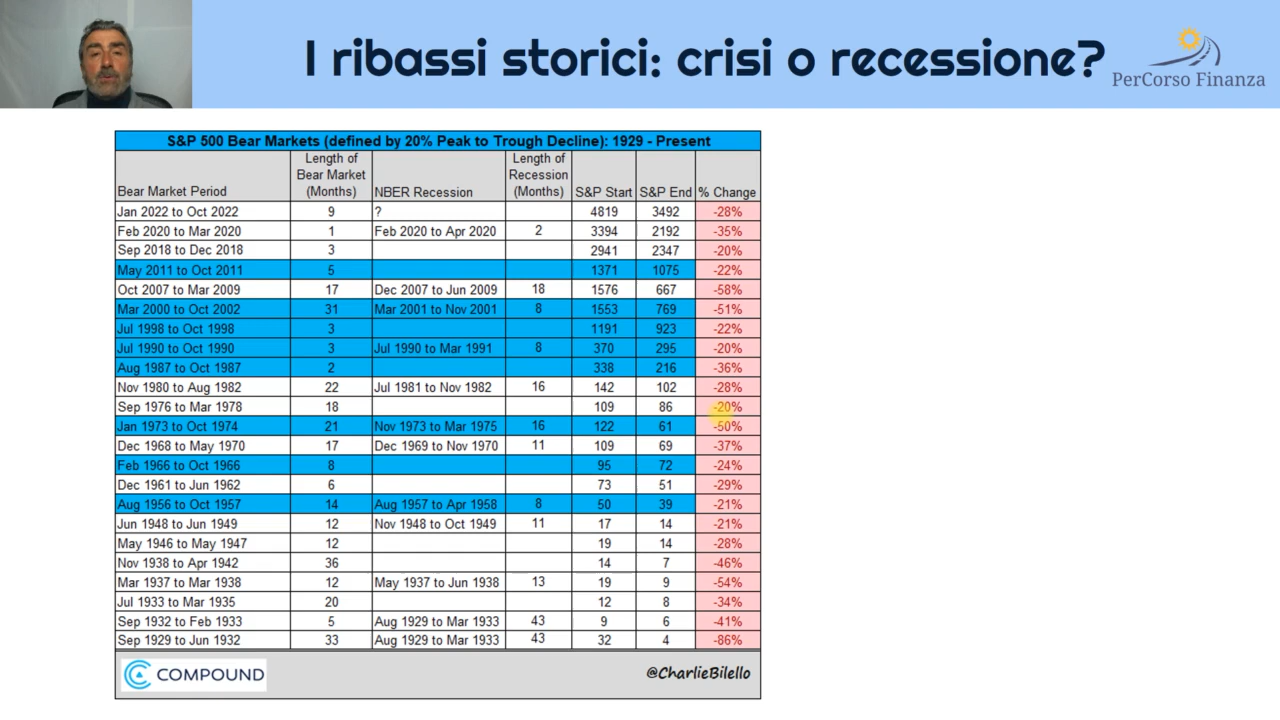 I ribassi storici: crisi o recessione?
PerCorso Finanza
S&P 500 Bear Markets (defined by 20% Peak to Trough Decline): 1929 - Present
Bear Market Period Length of Bear Market (Months) NBER Recession Length of Recession (Months) S&P Start S&P End % Change
Jan 2022 to Oct 2022 9 ? 4819 3492 -28%
Feb 2020 to Mar 2020 1 Feb 2020 to Apr 2020 2 3394 2192 -35%
Sep 2018 to Dec 2018 3 2941 2347 -20%
May 2011 to Oct 2011 5 1371 1075 -22%
Oct 2007 to Mar 2009 17 Dec 2007 to Jun 2009 18 1576 667 -58%
Mar 2000 to Oct 2002 31 Mar 2001 to Nov 2001 8 1553 769 -51%
Jul 1998 to Oct 1998 3 1191 923 -22%
Jul 1990 to Oct 1990 3 Jul 1990 to Mar 1991 8 370 295 -20%
Aug 1987 to Oct 1987 2 338 216 -36%
Nov 1980 to Aug 1982 22 Jul 1981 to Nov 1982 16 142 102 -28%
Sep 1976 to Mar 1978 18 109 86 -20%
Jan 1973 to Oct 1974 21 Nov 1973 to Mar 1975 16 122 61 -50%
Dec 1968 to May 1970 17 Dec 1969 to Nov 1970 11 109 69 -37%
Feb 1966 to Oct 1966 8 95 72 -24%
Dec 1961 to Jun 1962 6 73 51 -29%
Aug 1956 to Oct 1957 14 Aug 1957 to Apr 1958 8 50 39 -21%
Jun 1948 to Jun 1949 12 Nov 1948 to Oct 1949 11 17 14 -21%
May 1946 to May 1947 12 19 14 -28%
Nov 1938 to Apr 1942 36 14 7 -46%
Mar 1937 to Mar 1938 12 May 1937 to Jun 1938 13 19 9 -54%
Jul 1933 to Mar 1935 20 12 8 -34%
Sep 1932 to Feb 1933 5 Aug 1929 to Mar 1933 43 9 6 -41%
Sep 1929 to Jun 1932 33 Aug 1929 to Mar 1933 43 32 4 -86%
COMPOUND
@CharlieBilello